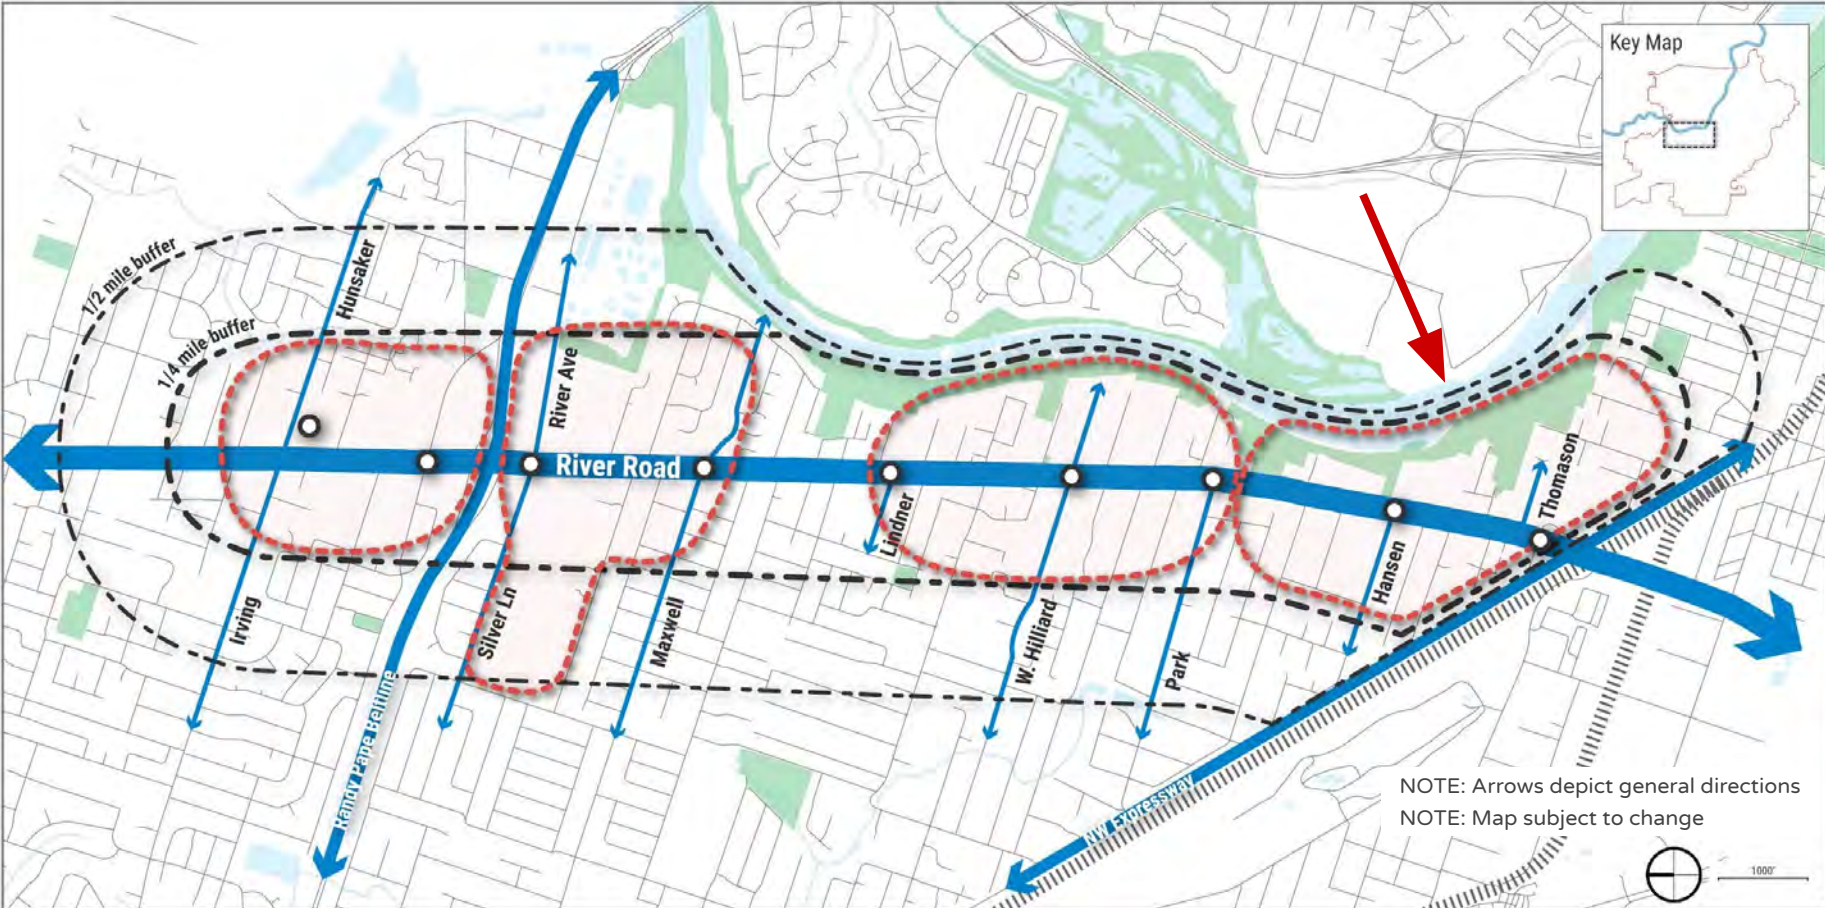 Key Map
1/2 mile buffer
Hunsaker
1/4 mile buffer
River Ave
River Road
Thomason
Lindner
Hansen
Irving
Silver Ln
Maxwell
W. Hilliard
Park
Randy Pape Beltline
NW Expressway
NOTE: Arrows depict general directions
NOTE: Map subject to change
1000'